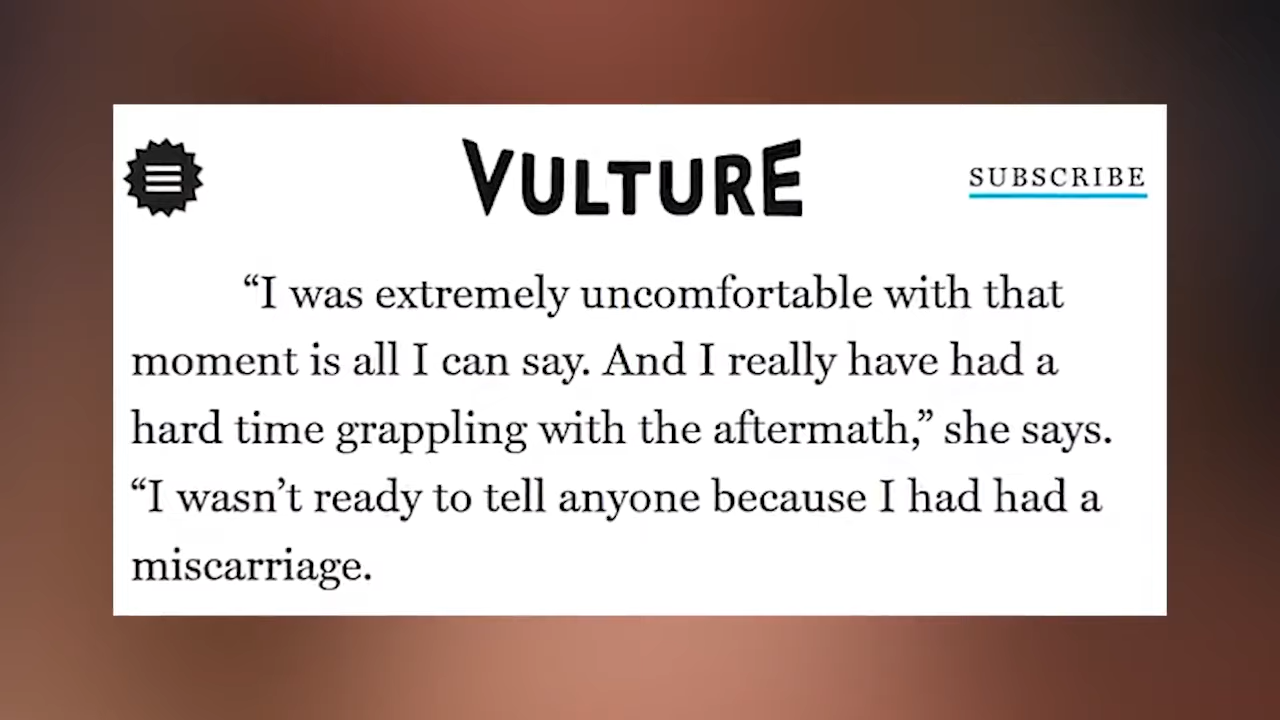 VULTURE
SUBSCRIBE
“I was extremely uncomfortable with that
moment is all I can say. And I really have had a
hard time grappling with the aftermath,” she says.
“I wasn’t ready to tell anyone because I had had a
miscarriage.